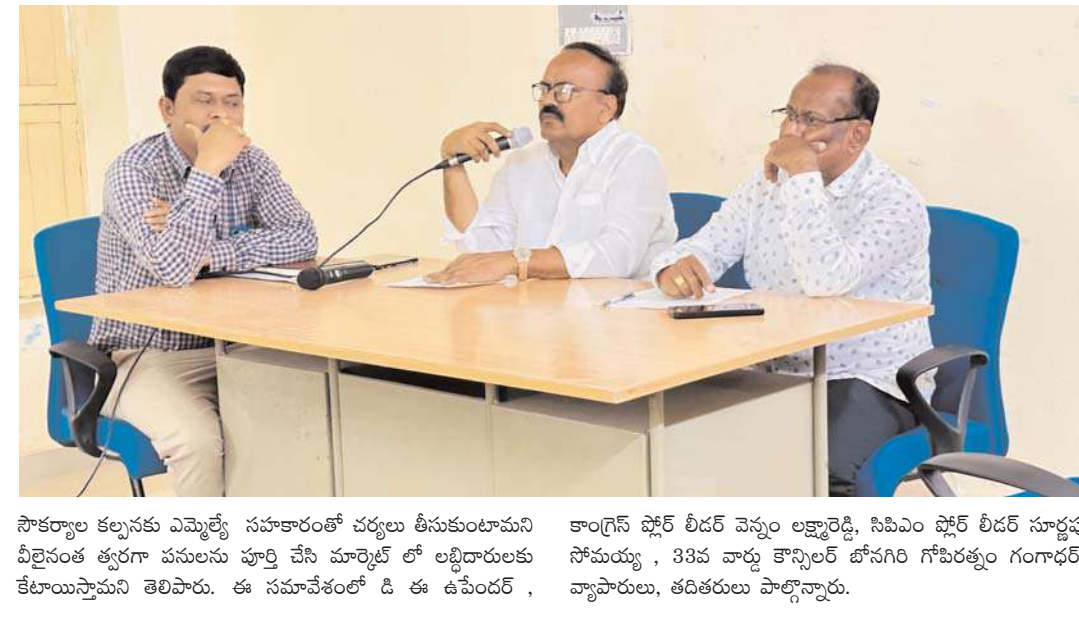 సౌకర్యాల కల్పనకు ఎమ్మెల్యే సహకారంతో చర్యలు తీసుకుంటామని
వీలైనంత త్వరగా పనులను పూర్తి చేసి మార్కెట్ లో లబ్ధిదారులకు
కేటాయిస్తామని తెలిపారు. ఈ సమావేశంలో డి ఈ ఉపేందర్ ,
కాంగ్రెస్ ఫ్లోర్ లీడర్ వెన్నం లక్ష్మారెడ్డి, సిపిఎం ఫ్లోర్ లీడర్
సోమయ్య , 33వ వార్డు కౌన్సిలర్ బోనగిరి గోపిరత్నం గంగాధర్
వ్యాపారులు, తదితరులు పాల్గొన్నారు.